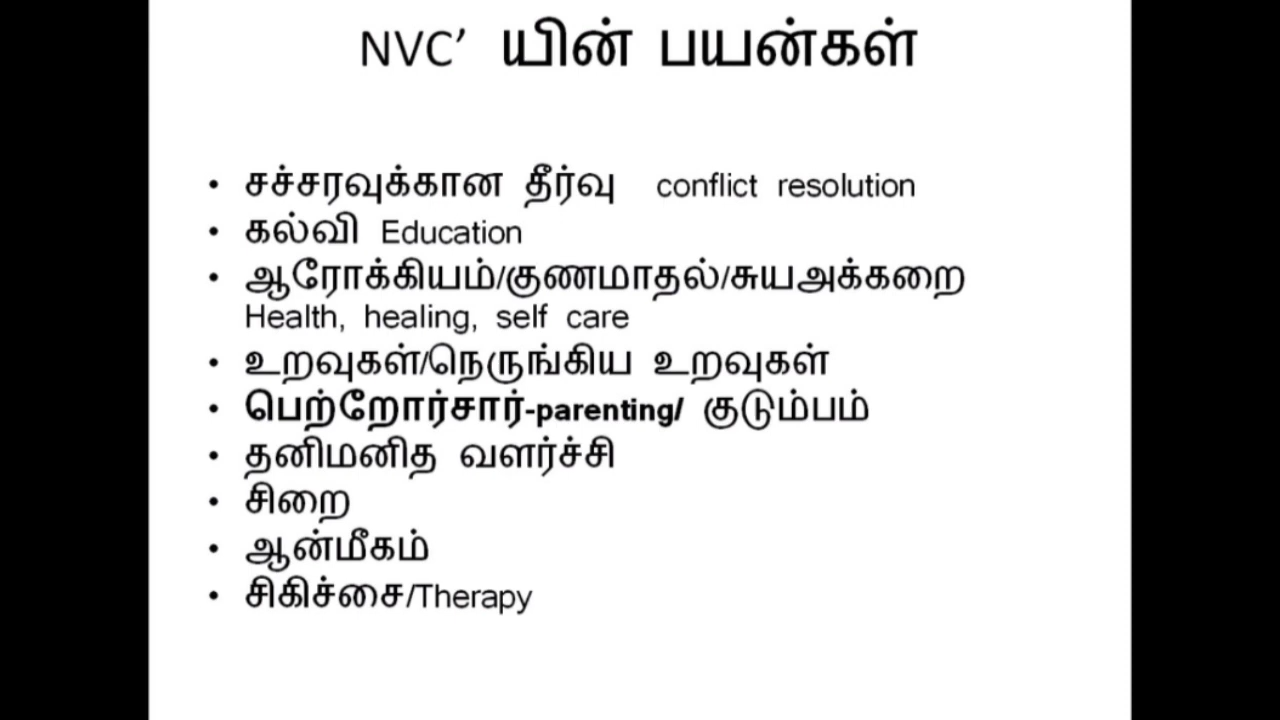 NVC’ யின் பயன்கள்
• சச்சரவுக்கான தீர்வு conflict resolution
• கல்வி Education
• ஆரோக்கியம்/குணமாதல்/சுயஅக்கறை
Health, healing, self care
• உறவுகள்/நெருங்கிய உறவுகள்
• பெற்றோர்சார்-parenting/ குடும்பம்
• தனிமனித வளர்ச்சி
• சிறை
• ஆன்மீகம்
• சிகிச்சை/Therapy